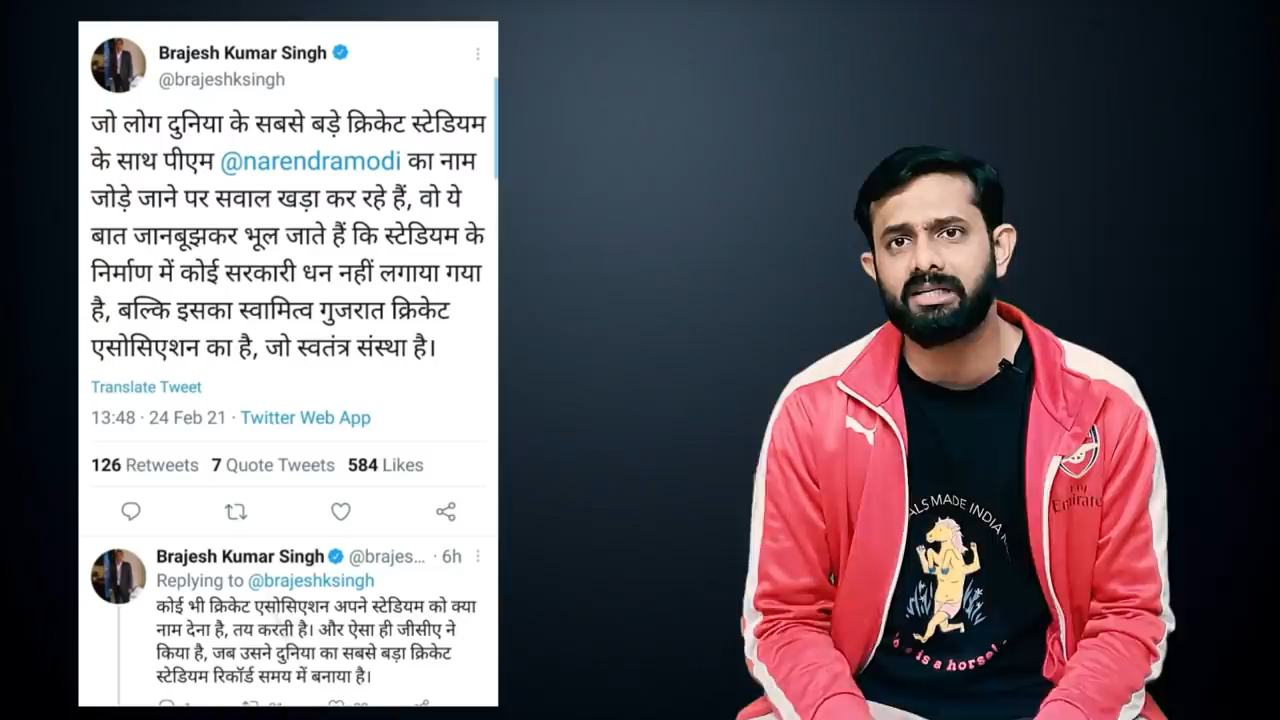 Brajesh Kumar Singh
@brajeshksingh
जो लोग दुनिया के सबसे बड़े क्रिकेट स्टेडियम
के साथ पीएम @narendramodi का नाम
जोड़े जाने पर सवाल खड़ा कर रहे हैं, वो ये
बात जानबूझकर भूल जाते हैं कि स्टेडियम के
निर्माण में कोई सरकारी धन नहीं लगाया गया
है, बल्कि इसका स्वामित्व गुजरात क्रिकेट
एसोसिएशन का है, जो स्वतंत्र संस्था है।
Translate Tweet
13:48 · 24 Feb 21 · Twitter Web App
126 Retweets 7 Quote Tweets 584 Likes
Brajesh Kumar Singh @brajes... · 6h
Replying to @brajeshksingh
कोई भी क्रिकेट एसोसिएशन अपने स्टेडियम को क्या
नाम देना है, तय करती है। और ऐसा ही जीसीए ने
किया है, जब उसने दुनिया का सबसे बड़ा क्रिकेट
स्टेडियम रिकॉर्ड समय में बनाया है।
Fly
Emirates
ALS MADE INDIA
is a horse